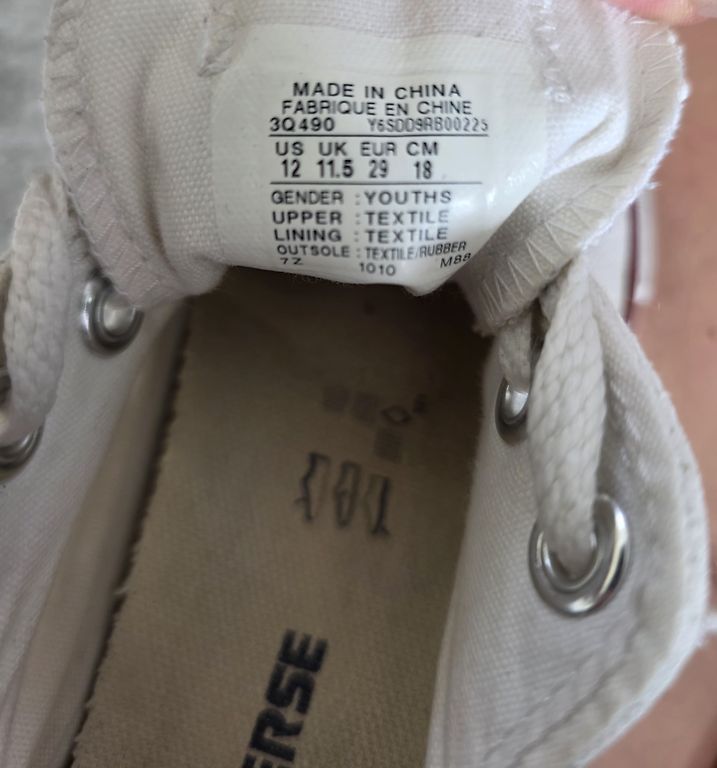 MADE IN CHINA
FABRIQUE EN CHINE
3Q490 Y6SDD9RB00225
US UK EUR CM
12 11.5 29 18
GENDER : YOUTHS
UPPER : TEXTILE
LINING : TEXTILE
OUTSOLE : TEXTILE/RUBBER
7Z 1010 M88
ERSE